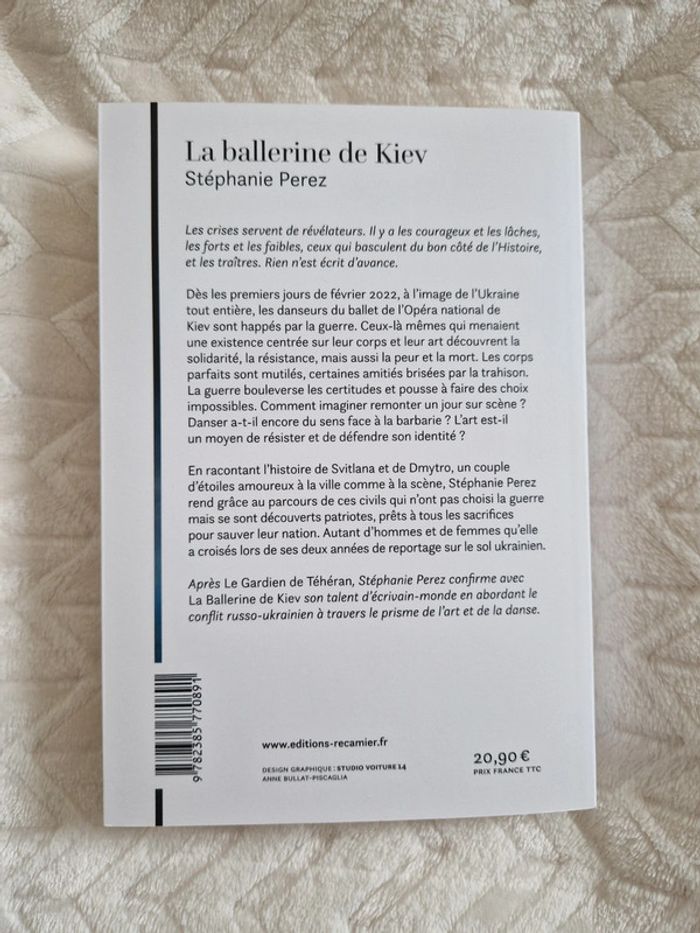 La ballerine de Kiev
Stéphanie Perez
Les crises servent de révélateurs. Il y a les courageux et les lâches,
les forts et les faibles, ceux qui basculent du bon côté de l'Histoire,
et les traîtres. Rien n'est écrit d'avance.
Dès les premiers jours de février 2022, à l'image de l'Ukraine
tout entière, les danseurs du ballet de l'Opéra national de
Kiev sont happés par la guerre. Ceux-là mêmes qui menaient
une existence centrée sur leur corps et leur art découvrent la
solidarité, la résistance, mais aussi la peur et la mort. Les corps
parfaits sont mutilés, certaines amitiés brisées par la trahison.
La guerre bouleverse les certitudes et pousse à faire des choix
impossibles. Comment imaginer remonter un jour sur scène ?
Danser a-t-il encore du sens face à la barbarie ? L'art est-il
un moyen de résister et de défendre son identité ?
En racontant l'histoire de Svitlana et de Dmytro, un couple
d'étoiles amoureux à la ville comme à la scène, Stéphanie Perez
rend grâce au parcours de ces civils qui n'ont pas choisi la guerre
mais se sont découverts patriotes, prêts à tous les sacrifices
pour sauver leur nation. Autant d'hommes et de femmes qu'elle
a croisés lors de ses deux années de reportage sur le sol ukrainien.
Après Le Gardien de Téhéran, Stéphanie Perez confirme avec
La Ballerine de Kiev son talent d'écrivain-monde en abordant le
conflit russo-ukrainien à travers le prisme de l'art et de la danse.
9 782385 770891
www.editions-recamier.fr
DESIGN GRAPHIQUE : STUDIO VOITURE 14
ANNE BULLAT-PISCAGLIA
20,90 €
PRIX FRANCE TTC